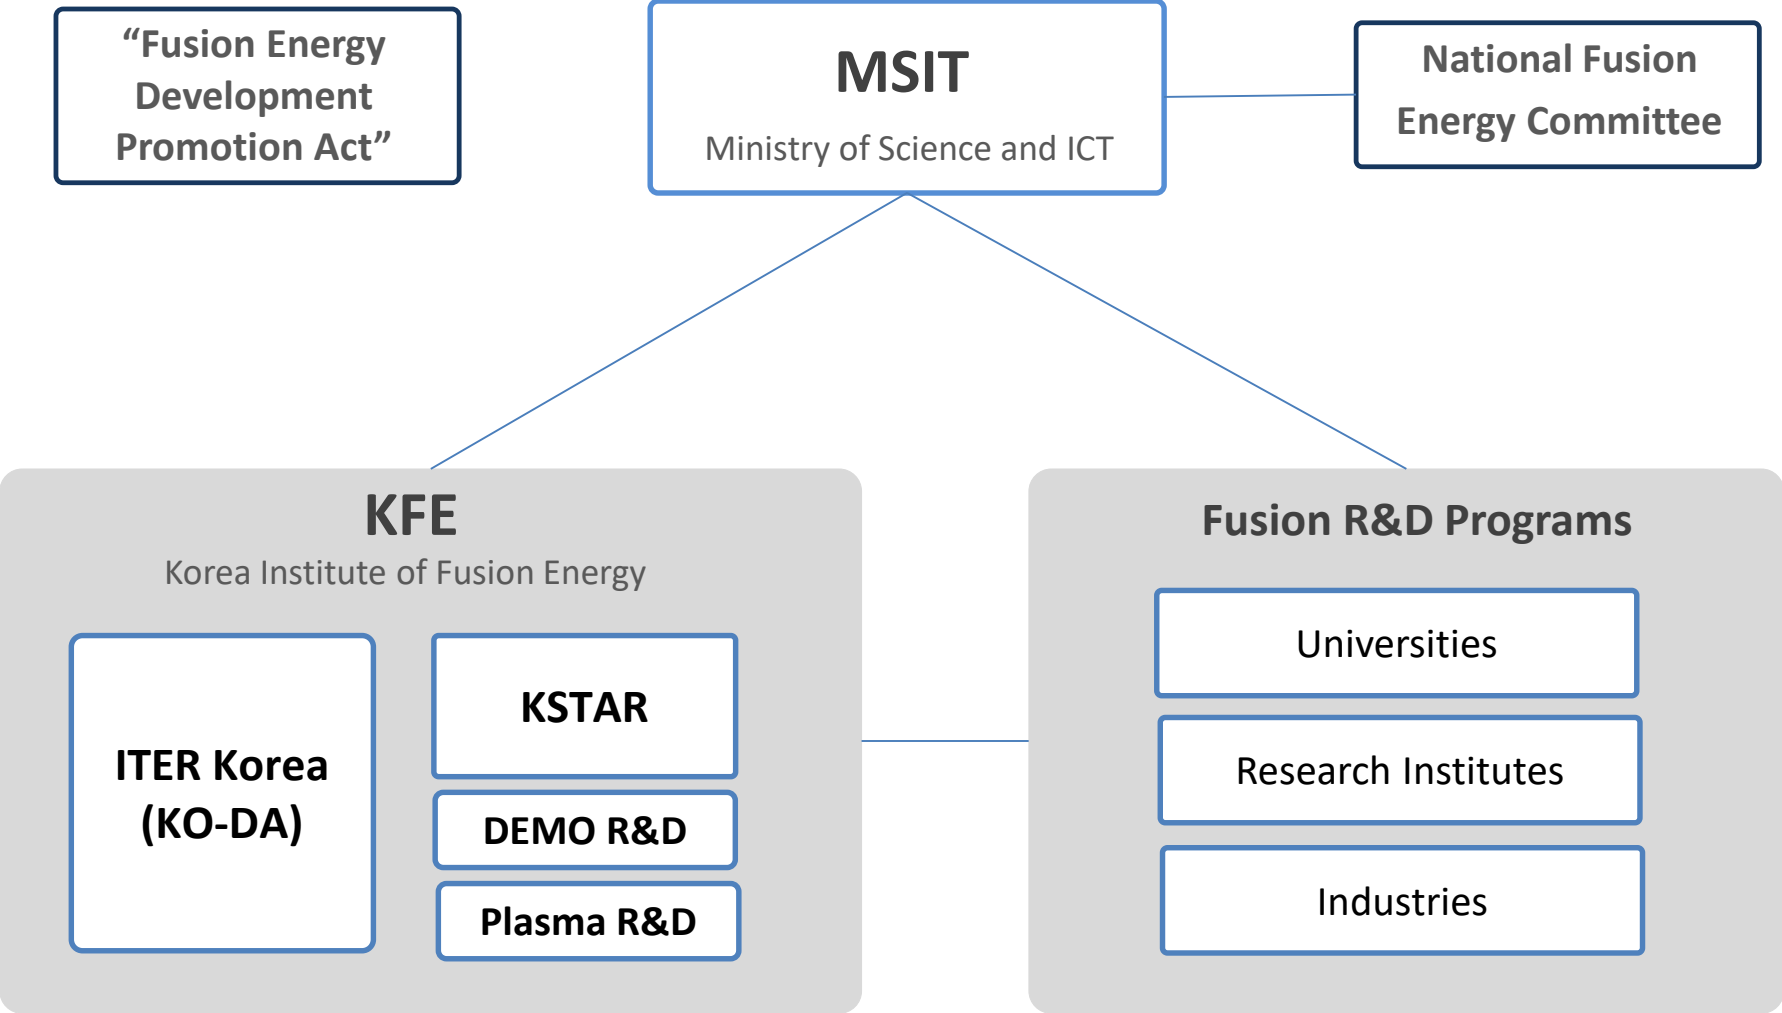 “Fusion Energy
Development
Promotion Act”
MSIT
Ministry of Science and ICT
National Fusion
Energy Committee
KFE
Korea Institute of Fusion Energy
ITER Korea
(KO-DA)
KSTAR
DEMO R&D
Plasma R&D
Fusion R&D Programs
Universities
Research Institutes
Industries